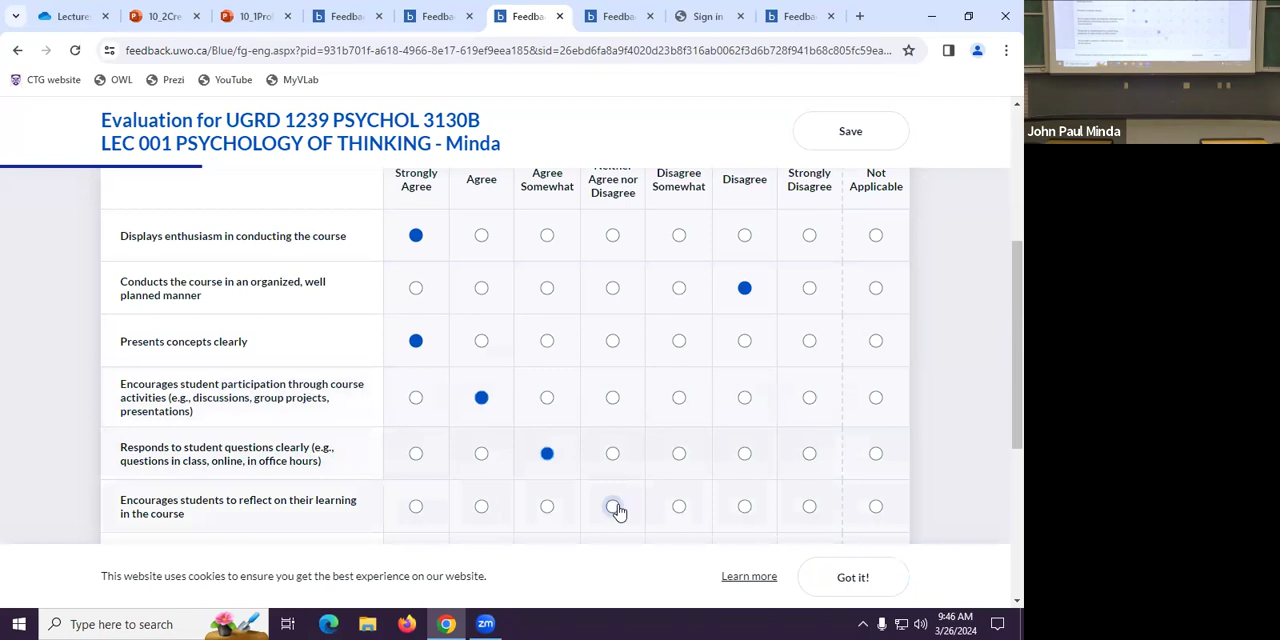 Lecture:
10_2Cre
10_1Pro
Feedba
Feedba
Feedba
Feedba
Sign in
Feedba
feedback.uwo.ca/Blue/fg-eng.aspx?pid=931b701f-a617-4966-8e17-619ef9eea185&sid=26ebd6fa8a9f4020d23b8f316ab0062f3d6b728f941b68c805fc59ea...
CTG website
OWL
Prezi
YouTube
MyVLab
Evaluation for UGRD 1239 PSYCHOL 3130B
LEC 001 PSYCHOLOGY OF THINKING - Minda
Save
John Paul Minda
Strongly
Agree
Agree
Agree
Somewhat
Neither
Agree nor
Disagree
Disagree
Somewhat
Disagree
Strongly
Disagree
Not
Applicable
Displays enthusiasm in conducting the course
Conducts the course in an organized, well
planned manner
Presents concepts clearly
Encourages student participation through course
activities (e.g., discussions, group projects,
presentations)
Responds to student questions clearly (e.g.,
questions in class, online, in office hours)
Encourages students to reflect on their learning
in the course
This website uses cookies to ensure you get the best experience on our website.
Learn more
Got it!
Type here to search
zm
9:46 AM
3/26/2024